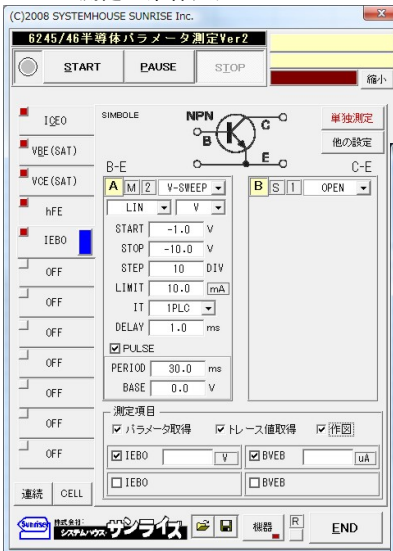 (C)2008 SYSTEMHOUSE SUNRISE Inc.
6245/46半導体パラメータ測定Ver2
START PAUSE STOP
縮小
ICEO
VBE(SAT)
VCE(SAT)
hFE
IEBO
OFF
OFF
OFF
OFF
OFF
OFF
OFF
連続 CELL
SIMBOLE NPN
C
B
K
E
単独測定
他の設定
B-E
C-E
A M 2 V-SWEEP
LIN V
START -1.0 V
STOP -10.0 V
STEP 10 DIV
LIMIT 10.0 mA
IT 1PLC
DELAY 1.0 ms
PULSE
PERIOD 30.0 ms
BASE 0.0 V
B S 1 OPEN
測定項目
パラメータ取得 トレース値取得 作図
IEBO V BVEB uA
IEBO BVEB
Sunrise 株式会社 システムハウス サンライズ 機器 R END